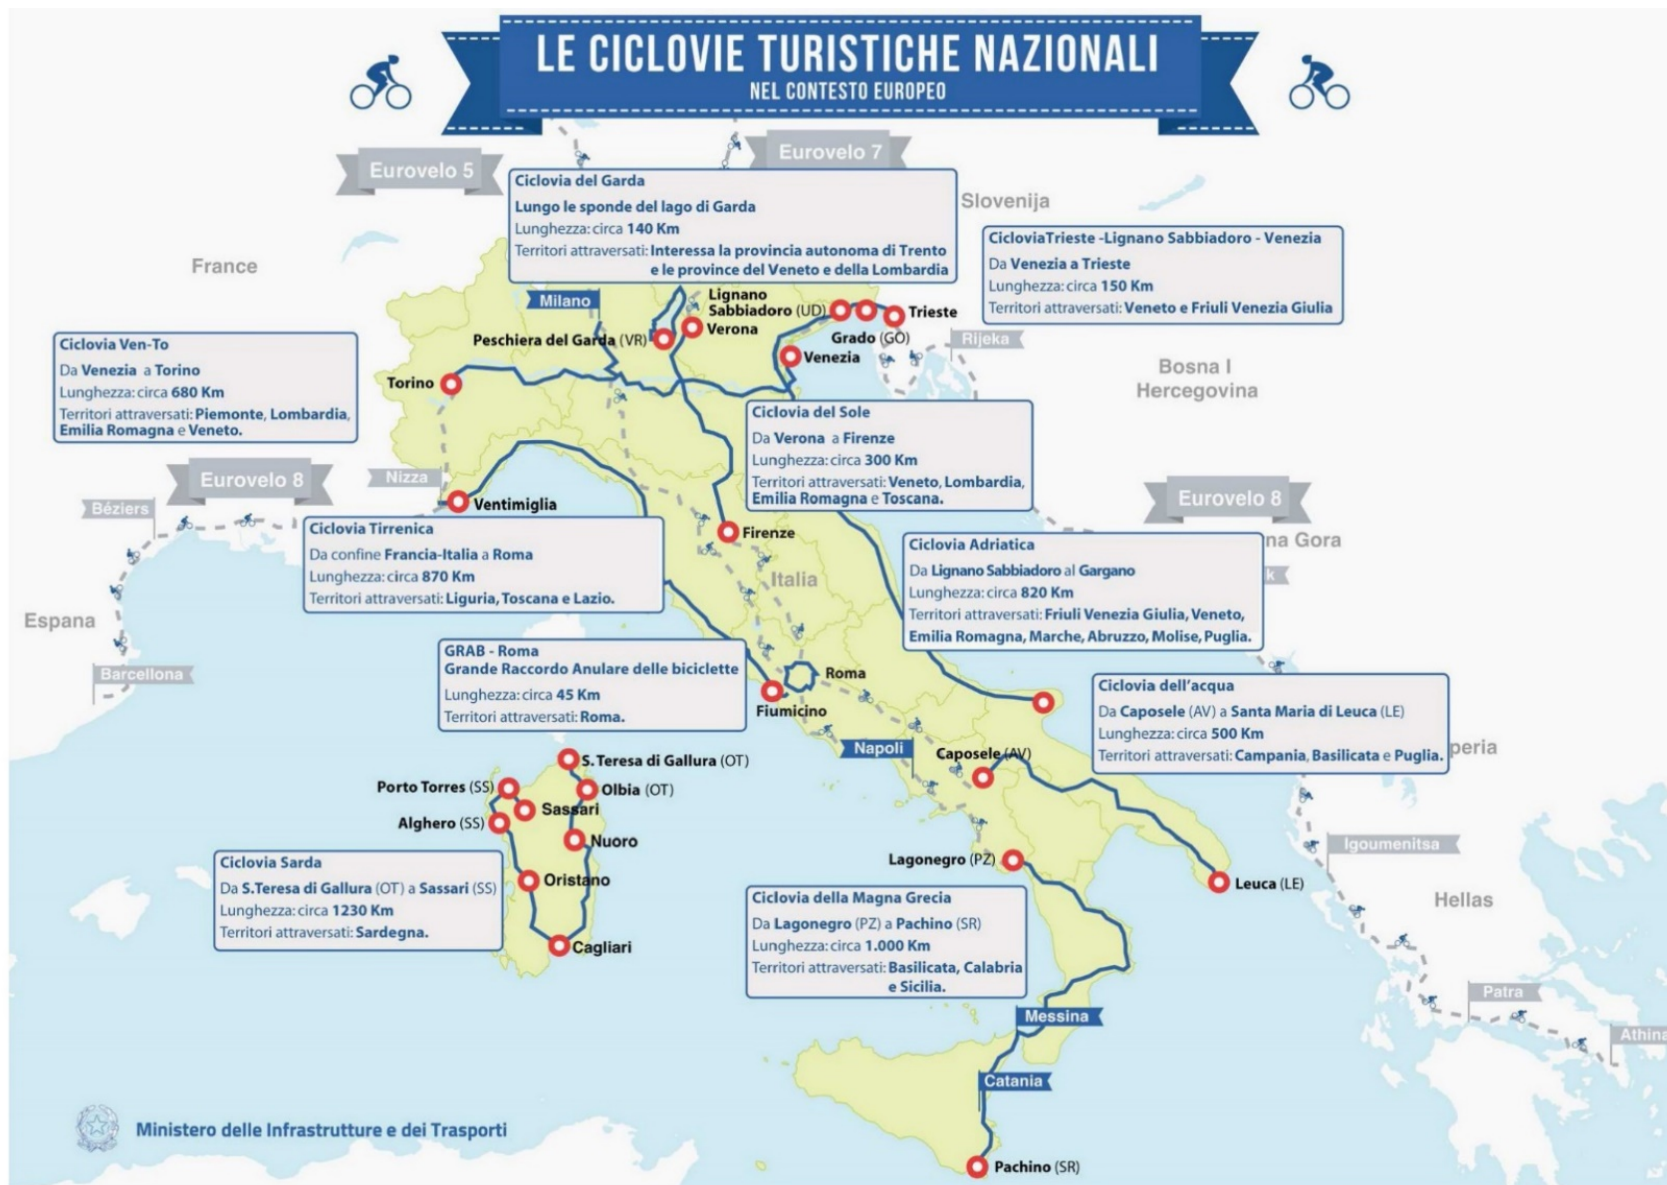 LE CICLOVIE TURISTICHE NAZIONALI
NEL CONTESTO EUROPEO
Eurovelo 5
Eurovelo 7
Ciclovia del Garda
Lungo le sponde del lago di Garda
Lunghezza: circa 140 Km
Territori attraversati: Interessa la provincia autonoma di Trento
e le province del Veneto e della Lombardia
Slovenija
CicloviaTrieste -Lignano Sabbiadoro - Venezia
Da Venezia a Trieste
Lunghezza: circa 150 Km
Territori attraversati: Veneto e Friuli Venezia Giulia
France
Milano
Lignano
Sabbiadoro (UD)
Trieste
Verona
Peschiera del Garda (VR)
Grado (GO)
Rijeka
Venezia
Ciclovia Ven-To
Da Venezia a Torino
Lunghezza: circa 680 Km
Territori attraversati: Piemonte, Lombardia,
Emilia Romagna e Veneto.
Torino
Bosna I
Hercegovina
Ciclovia del Sole
Da Verona a Firenze
Lunghezza: circa 300 Km
Territori attraversati: Veneto, Lombardia,
Emilia Romagna e Toscana.
Eurovelo 8
Nizza
Béziers
Ventimiglia
Eurovelo 8
Ciclovia Tirrenica
Da confine Francia-Italia a Roma
Lunghezza: circa 870 Km
Territori attraversati: Liguria, Toscana e Lazio.
Firenze
Italia
Ciclovia Adriatica
Da Lignano Sabbiadoro al Gargano
Lunghezza: circa 820 Km
Territori attraversati: Friuli Venezia Giulia, Veneto,
Emilia Romagna, Marche, Abruzzo, Molise, Puglia.
na Gora
k
Espana
Barcellona
GRAB - Roma
Grande Raccordo Anulare delle biciclette
Lunghezza: circa 45 Km
Territori attraversati: Roma.
Roma
Fiumicino
Ciclovia dell'acqua
Da Caposele (AV) a Santa Maria di Leuca (LE)
Lunghezza: circa 500 Km
Territori attraversati: Campania, Basilicata e Puglia.
peria
Napoli
Caposele (AV)
S.Teresa di Gallura (OT)
Porto Torres (SS)
Olbia (OT)
Sassari
Alghero (SS)
Nuoro
Oristano
Cagliari
Ciclovia Sarda
Da S.Teresa di Gallura (OT) a Sassari (SS)
Lunghezza: circa 1230 Km
Territori attraversati: Sardegna.
Lagonegro (PZ)
Leuca (LE)
Igoumenitsa
Hellas
Ciclovia della Magna Grecia
Da Lagonegro (PZ) a Pachino (SR)
Lunghezza: circa 1.000 Km
Territori attraversati: Basilicata, Calabria
e Sicilia.
Patra
Athina
Messina
Catania
Pachino (SR)
Ministero delle Infrastrutture e dei Trasporti